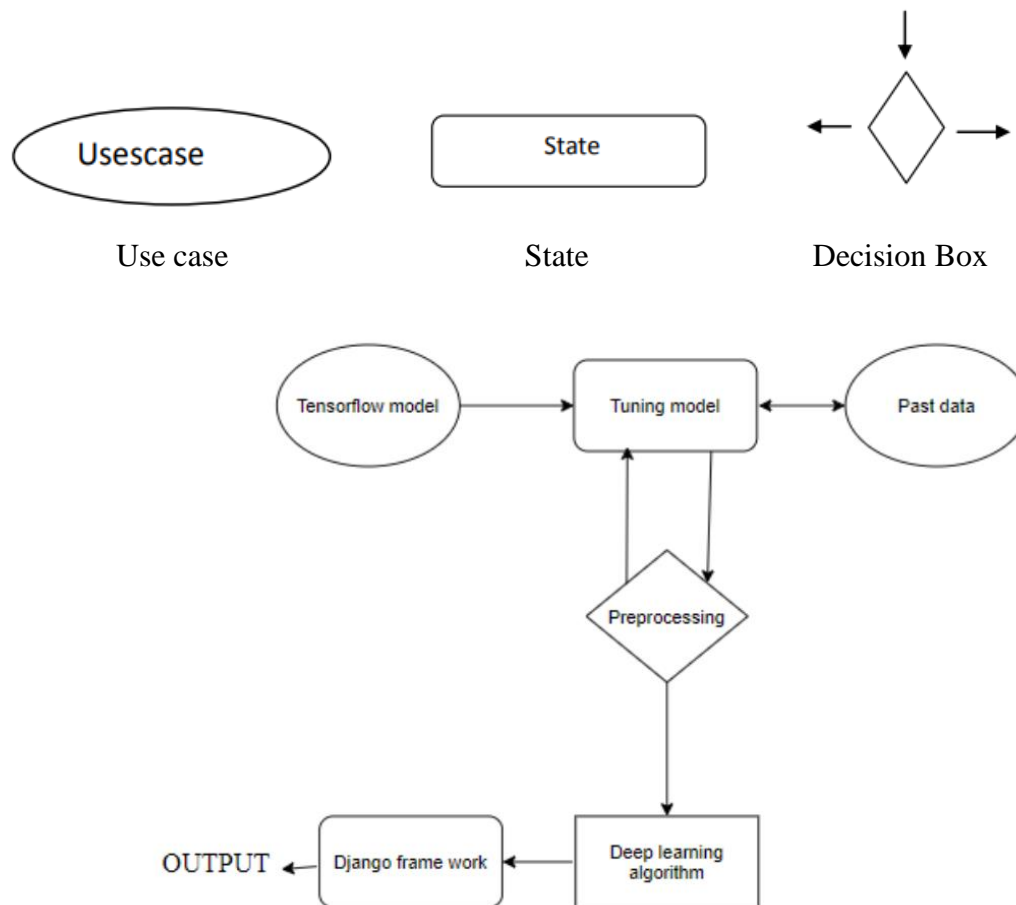 Usescase
State
Use case
State
Decision Box
Tensorflow model
Tuning model
Past data
Preprocessing
Deep learning
algorithm
Django frame work
OUTPUT